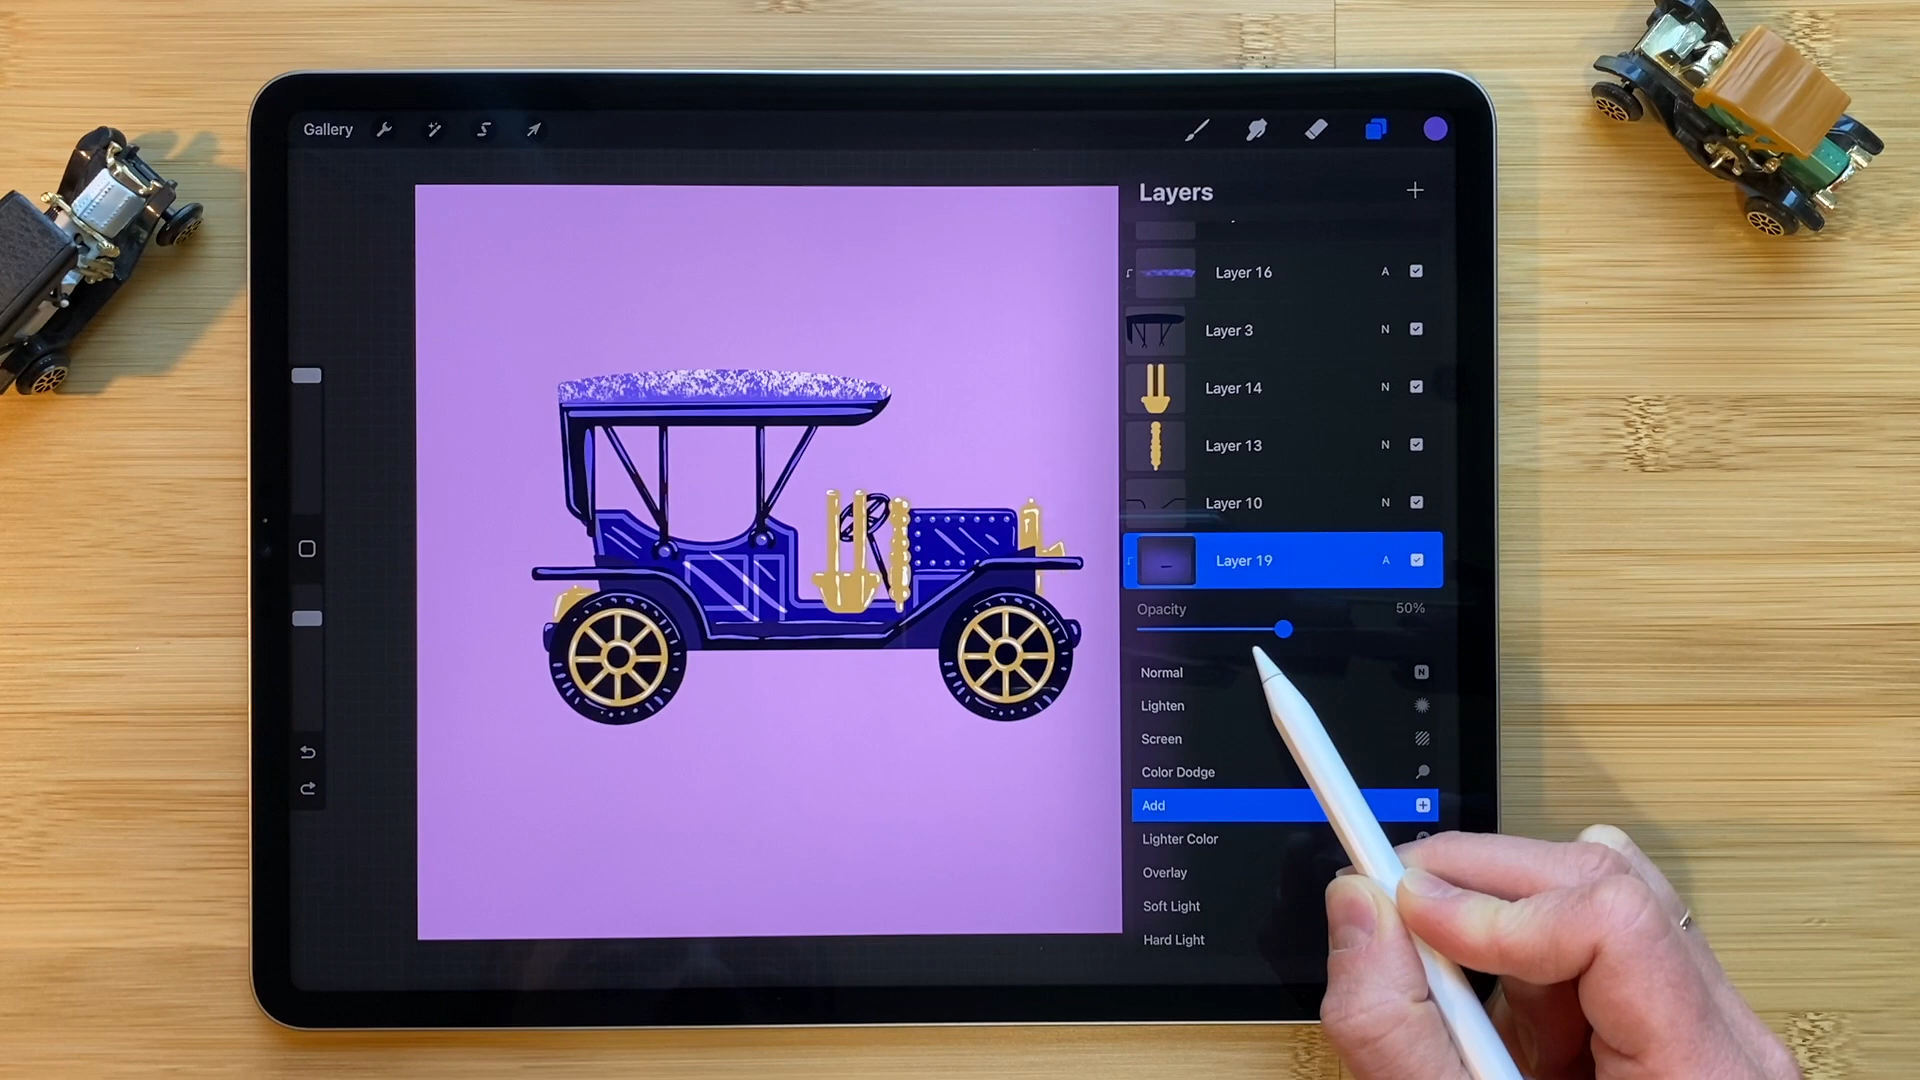 Gallery
Layers
Layer 16 A
Layer 3 N
Layer 14 N
Layer 13 N
Layer 10 N
Layer 19 A
Opacity 50%
Normal N
Lighten
Screen
Color Dodge
Add
Lighter Color
Overlay
Soft Light
Hard Light